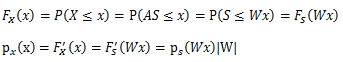 F_x(x) = P(X ≤ x) = P(AS ≤ x) = P(S ≤ Wx) = F_s(Wx)
p_x(x) = F′_x(x) = F′_s(Wx) = p_s(Wx)|W|